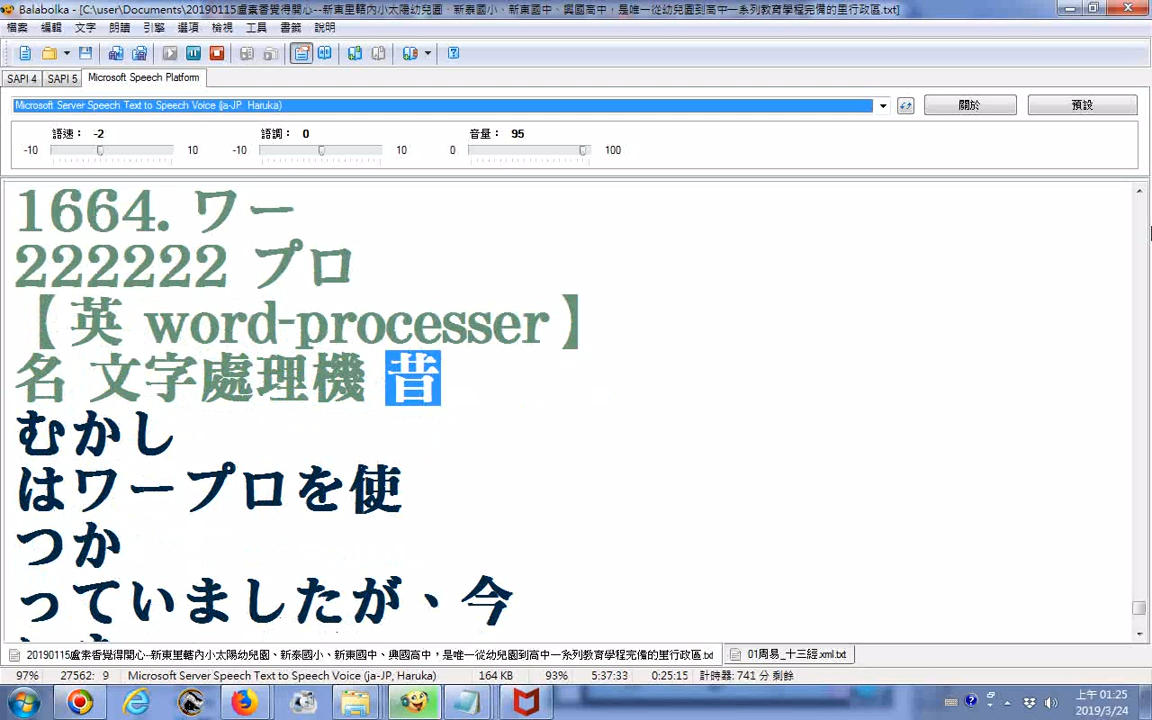 Balabolka - [C:\user\Documents\20190115盧素香覺得開心--新東里轄內小太陽幼兒園、新泰國小、新東國中、興國高中，是唯一從幼兒園到高中一系列教育學程完備的里行政區.txt]
檔案 編輯 文字 朗讀 引擎 選項 檢視 工具 書籤 說明
SAPI 4 SAPI 5 Microsoft Speech Platform
Microsoft Server Speech Text to Speech Voice (ja-JP, Haruka) 關於 預設
語速： -2 語調： 0 音量： 95
-10 10 -10 10 0 100
1664. ワー
222222 プロ
【英 word-processer】
名 文字處理機 昔
むかし
はワープロを使
つか
っていましたが、今
20190115盧素香覺得開心--新東里轄內小太陽幼兒園、新泰國小、新東國中、興國高中，是唯一從幼兒園到高中一系列教育學程完備的里行政區.txt 01周易_十三經.xml.txt
97% 27562: 9 Microsoft Server Speech Text to Speech Voice (ja-JP, Haruka) 164 KB 93% 5:37:33 0:25:15 計時器: 741 分 剩餘
上午 01:25
2019/3/24